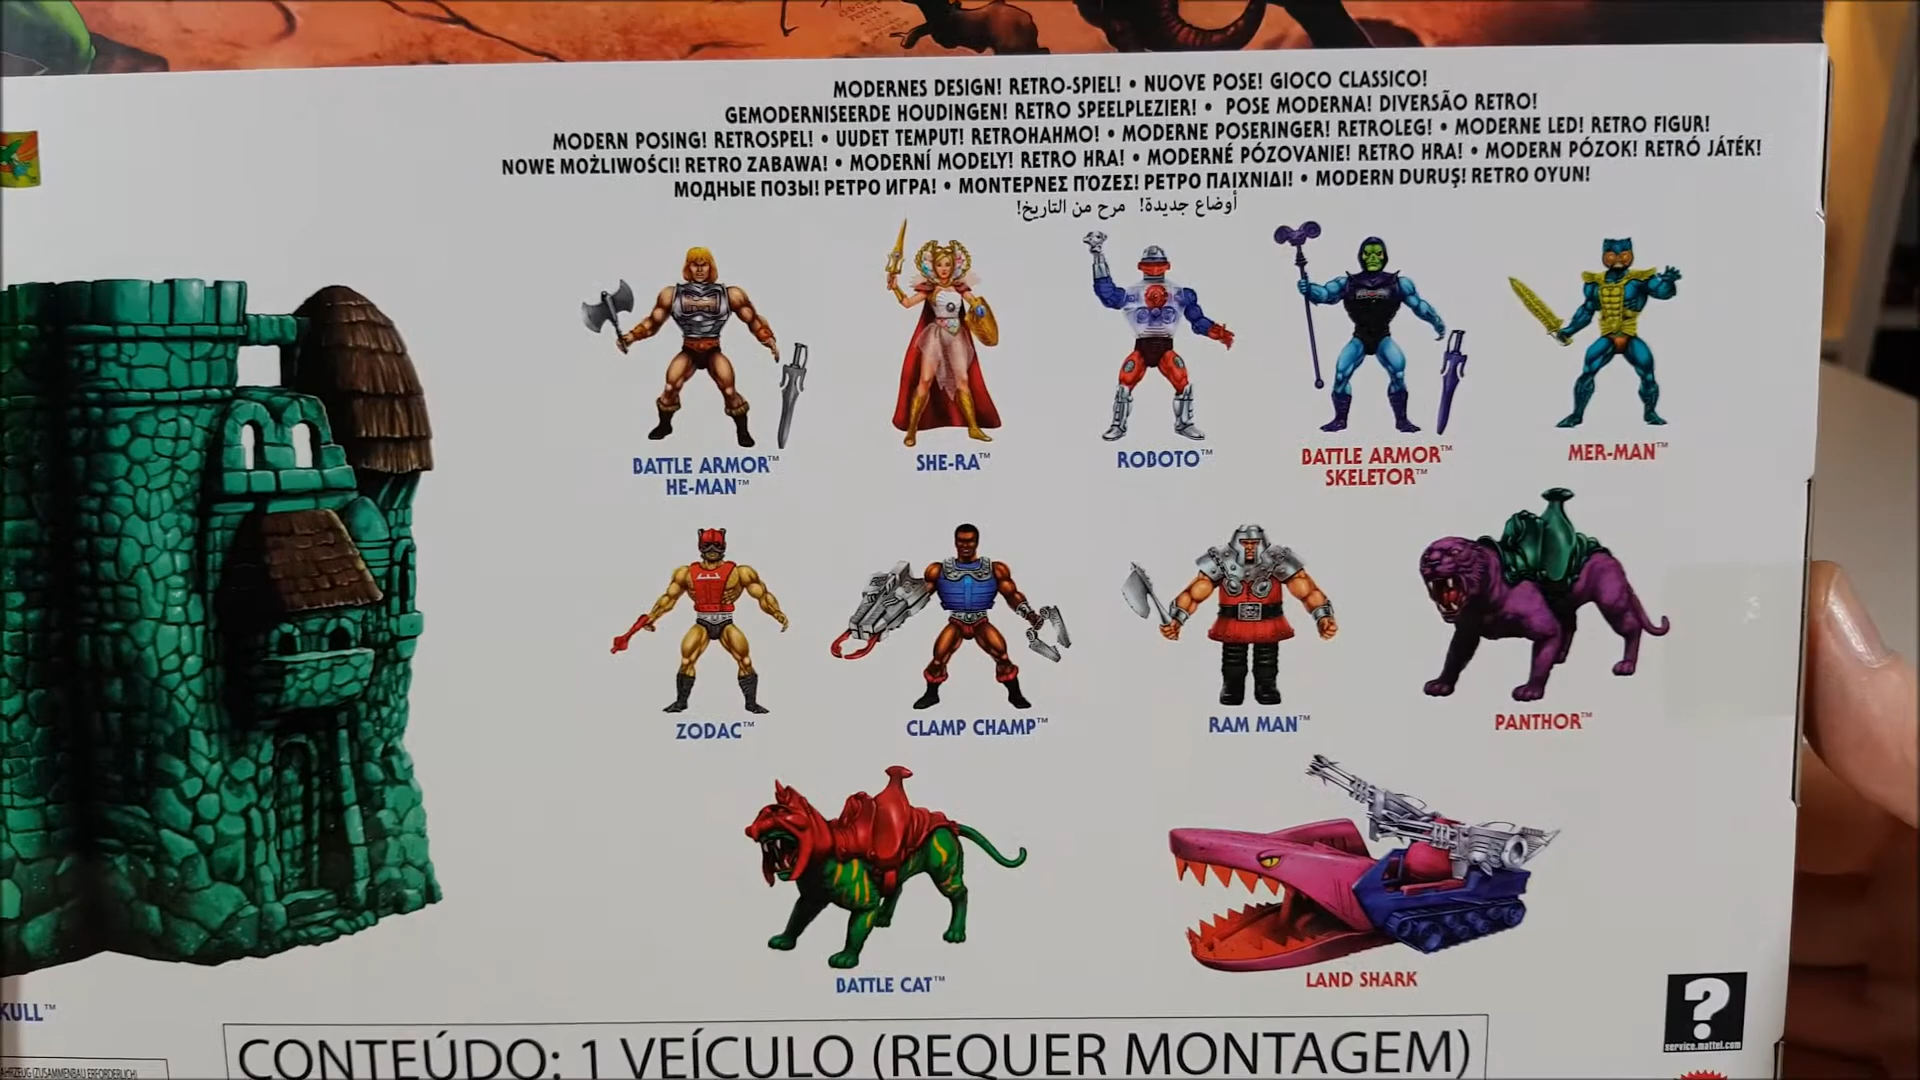 MODERNES DESIGN! RETRO-SPIEL! • NUOVE POSE! GIOCO CLASSICO!
GEMODERNISEERDE HOUDINGEN! RETRO SPEELPLEZIER! • POSE MODERNA! DIVERSÃO RETRO!
MODERN POSING! RETROSPEL! • UUDET TEMPUT! RETROHAHMO! • MODERNE POSERINGER! RETROLEG! • MODERNE LED! RETRO FIGUR!
NOWE MOŻLIWOŚCI! RETRO ZABAWA! • MODERNÍ MODELY! RETRO HRA! • MODERNÉ PÓZOVANIE! RETRO HRA! • MODERN PÓZOK! RETRÓ JÁTÉK!
МОДНЫЕ ПОЗЫ! РЕТРО ИГРА! • ΜΟΝΤΕΡΝΕΣ ΠΌΖΕΣ! ΡΕΤΡΟ ΠΑΙΧΝΙΔΙ! • MODERN DURUŞ! RETRO OYUN!
أوضاع جديدة! مرح من التاريخ!
BATTLE ARMOR™
HE-MAN™
SHE-RA™
ROBOTO™
BATTLE ARMOR™
SKELETOR™
MER-MAN™
ZODAC™
CLAMP CHAMP™
RAM MAN™
PANTHOR™
BATTLE CAT™
LAND SHARK
KULL™
CONTEÚDO: 1 VEÍCULO (REQUER MONTAGEM)
AHRZEUG (ZUSAMMENBAU ERFORDERLICH)
?
service.mattel.com